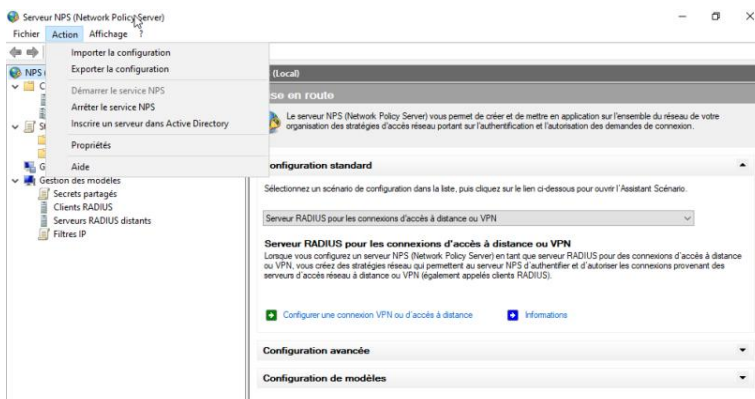 Serveur NPS (Network Policy Server)
Fichier Action Affichage ?
Importer la configuration
Exporter la configuration
Démarrer le service NPS
Arrêter le service NPS
Inscrire un serveur dans Active Directory
Propriétés
Aide
NPS
Gestion des modèles
Secrets partagés
Clients RADIUS
Serveurs RADIUS distants
Filtres IP
(Local)
se en route
Le serveur NPS (Network Policy Server) vous permet de créer et de mettre en application sur l'ensemble du réseau de votre
organisation des stratégies d'accès réseau portant sur l'authentification et l'autorisation des demandes de connexion.
onfiguration standard
Sélectionnez un scénario de configuration dans la liste, puis cliquez sur le lien ci-dessous pour ouvrir l'Assistant Scénario.
Serveur RADIUS pour les connexions d'accès à distance ou VPN
Serveur RADIUS pour les connexions d'accès à distance ou VPN
Lorsque vous configurez un serveur NPS (Network Policy Server) en tant que serveur RADIUS pour des connexions d'accès à distance
ou VPN, vous créez des stratégies réseau qui permettent au serveur NPS d'authentifier et d'autoriser les connexions provenant des
serveurs d'accès réseau à distance ou VPN (également appelés clients RADIUS).
Configurer une connexion VPN ou d'accès à distance Informations
Configuration avancée
Configuration de modèles